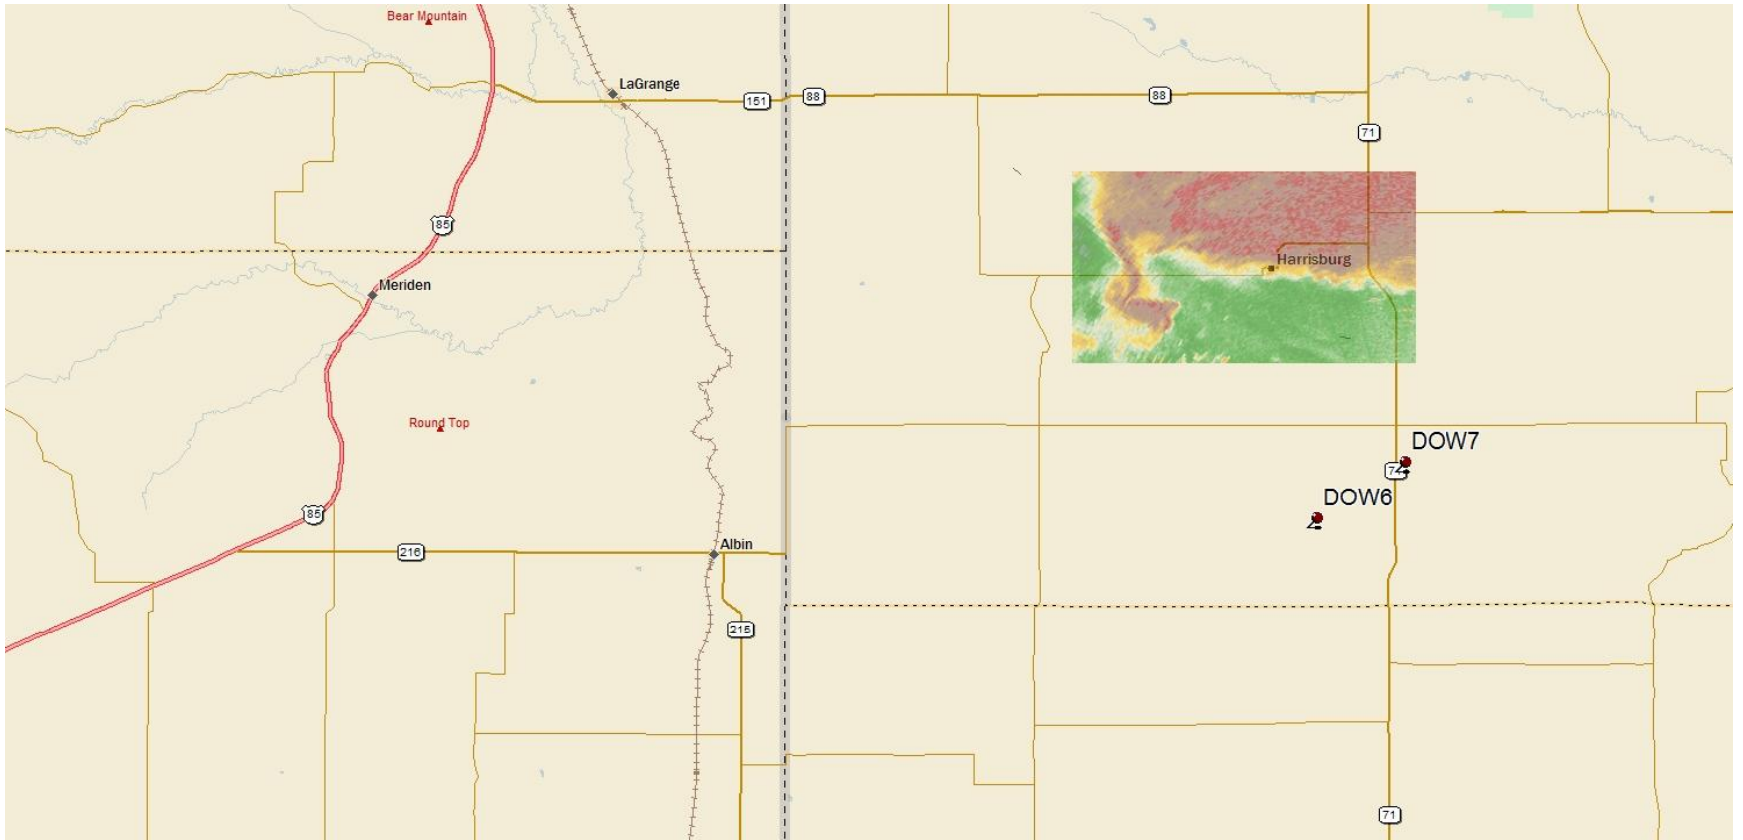 Bear Mountain
LaGrange
151
88
88
71
85
Harrisburg
Meriden
Round Top
DOW7
DOW6
85
216
Albin
215
71